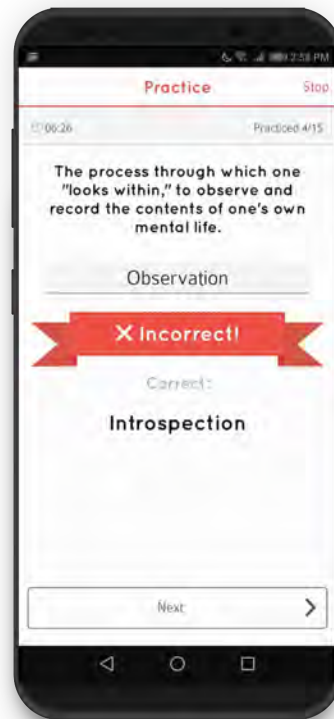 2:58 PM
Practice Stop
06:26 Practiced 4/15
The process through which one
"looks within," to observe and
record the contents of one's own
mental life.
Observation
X Incorrect!
Correct:
Introspection
Next